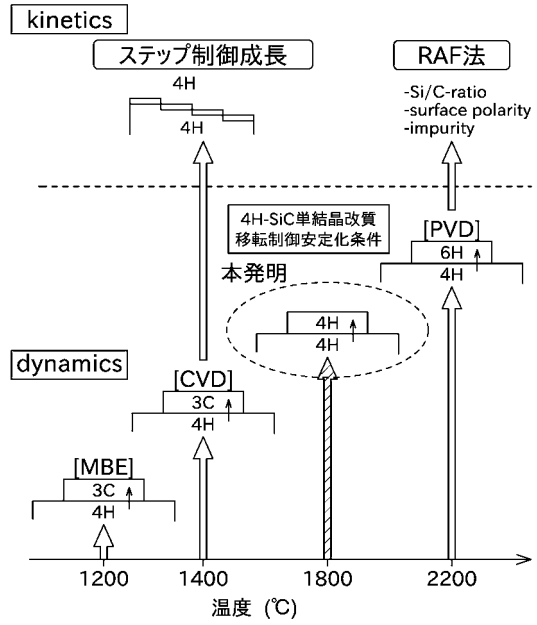 kinetics
ステップ制御成長
RAF法
4H
4H
-Si/C-ratio
-surface polarity
-impurity
4H-SiC単結晶改質
移転制御安定化条件
[PVD]
6H
4H
本発明
4H
4H
dynamics
[CVD]
3C
4H
[MBE]
3C
4H
1200
1400
1800
2200
温度 (℃)